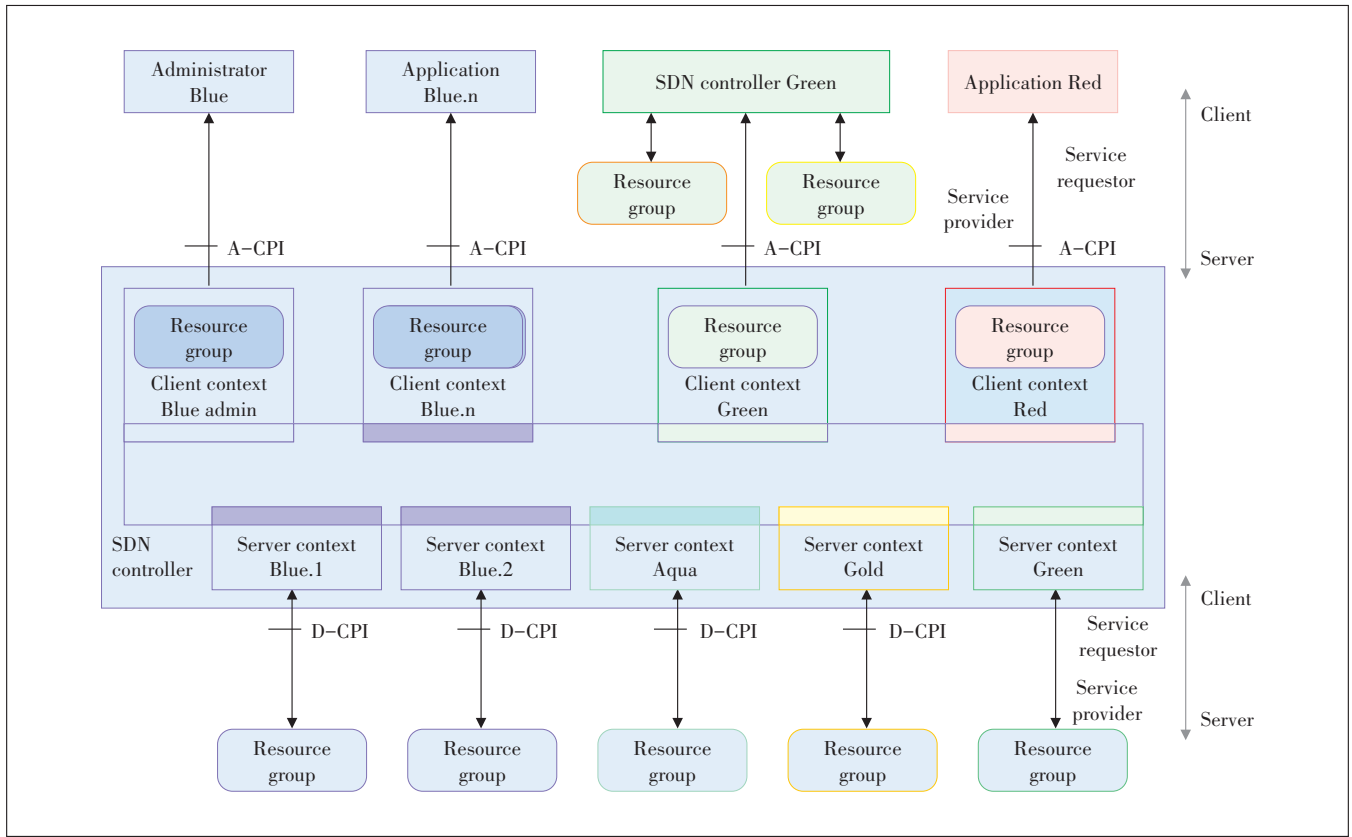 Administrator
Blue
Application
Blue.n
SDN controller Green
Application Red
Client
Resource
group
Resource
group
Service
requestor
Service
provider
A-CPI
A-CPI
A-CPI
A-CPI
Server
Resource
group
Client context
Blue admin
Resource
group
Client context
Blue.n
Resource
group
Client context
Green
Resource
group
Client context
Red
SDN
controller
Server context
Blue.1
Server context
Blue.2
Server context
Aqua
Server context
Gold
Server context
Green
Client
D-CPI
D-CPI
D-CPI
D-CPI
Service
requestor
Service
provider
Server
Resource
group
Resource
group
Resource
group
Resource
group
Resource
group